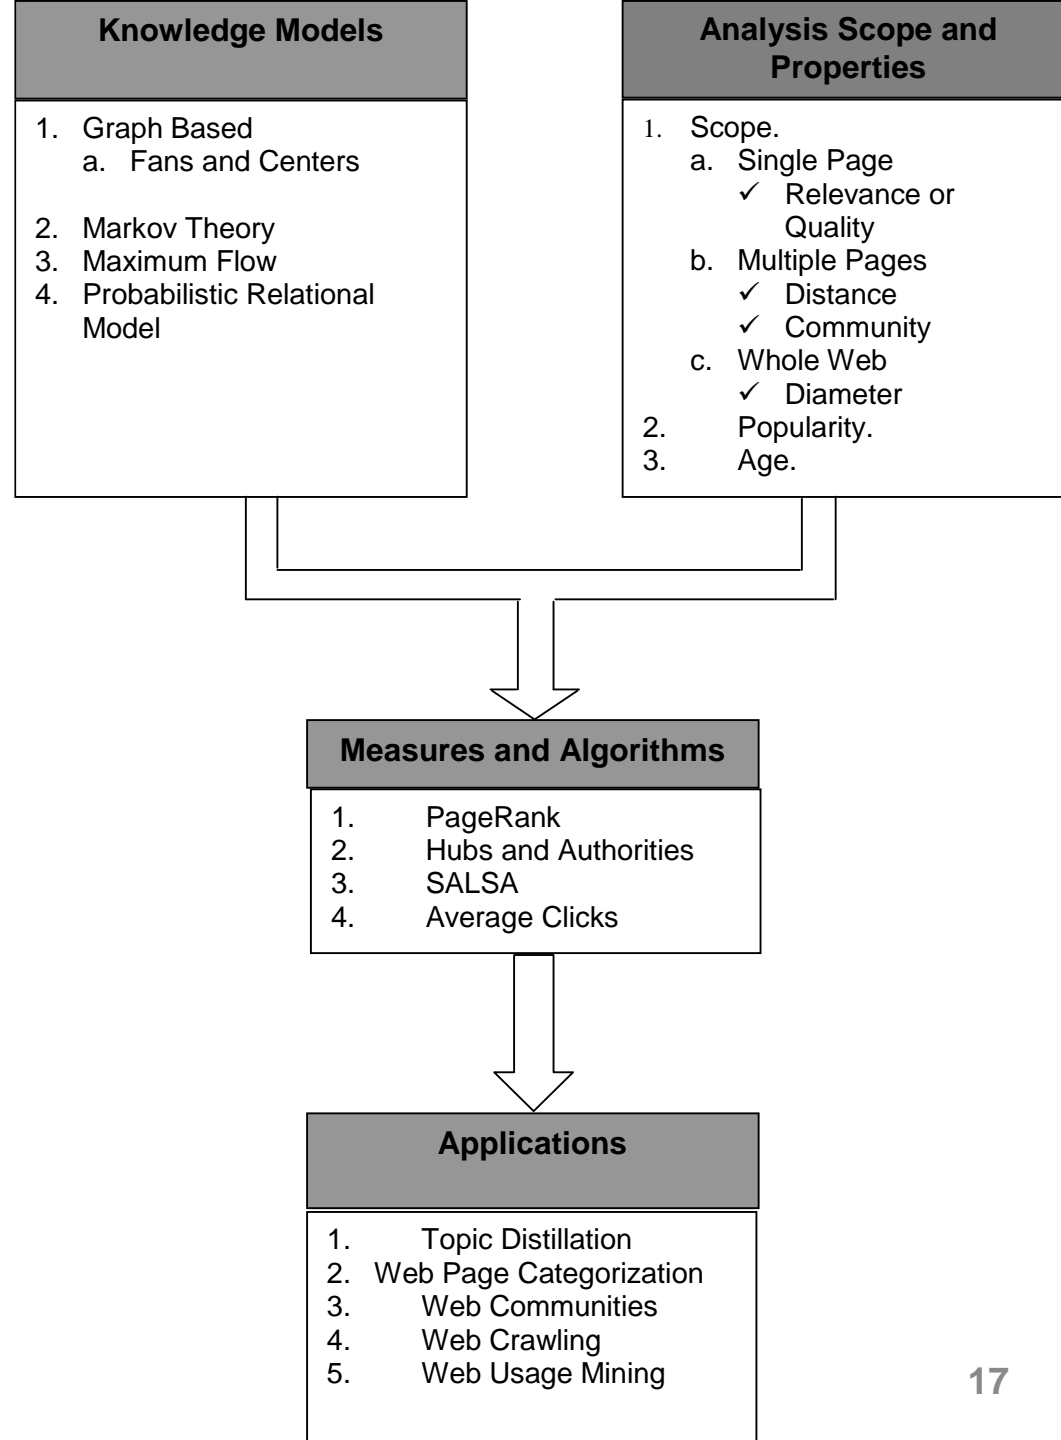 Knowledge Models
1. Graph Based
a. Fans and Centers
2. Markov Theory
3. Maximum Flow
4. Probabilistic Relational
Model
Analysis Scope and
Properties
1. Scope.
a. Single Page
✓ Relevance or
Quality
b. Multiple Pages
✓ Distance
✓ Community
c. Whole Web
✓ Diameter
2. Popularity.
3. Age.
Measures and Algorithms
1. PageRank
2. Hubs and Authorities
3. SALSA
4. Average Clicks
Applications
1. Topic Distillation
2. Web Page Categorization
3. Web Communities
4. Web Crawling
5. Web Usage Mining
17